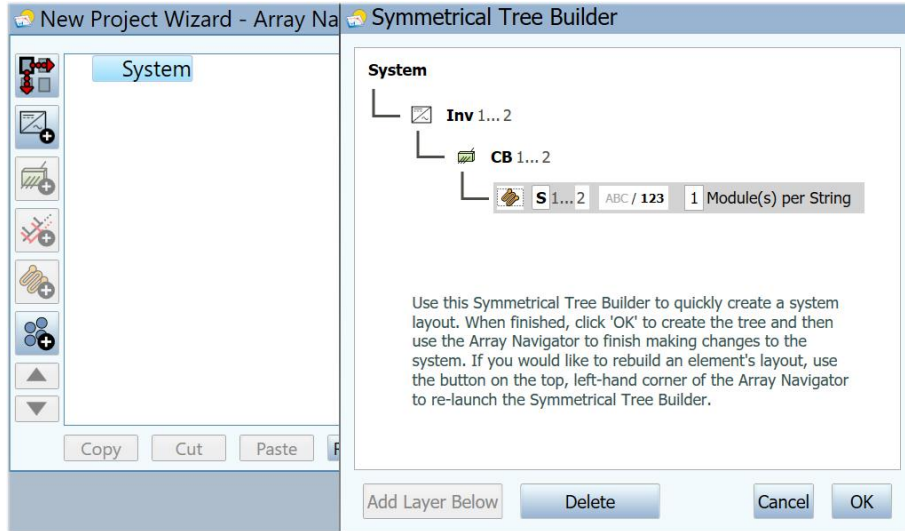 New Project Wizard - Array Na
Symmetrical Tree Builder
System
System
Inv 1... 2
CB 1... 2
S 1... 2 ABC / 123 1 Module(s) per String
Use this Symmetrical Tree Builder to quickly create a system
layout. When finished, click 'OK' to create the tree and then
use the Array Navigator to finish making changes to the
system. If you would like to rebuild an element's layout, use
the button on the top, left-hand corner of the Array Navigator
to re-launch the Symmetrical Tree Builder.
Copy Cut Paste
Add Layer Below Delete Cancel OK